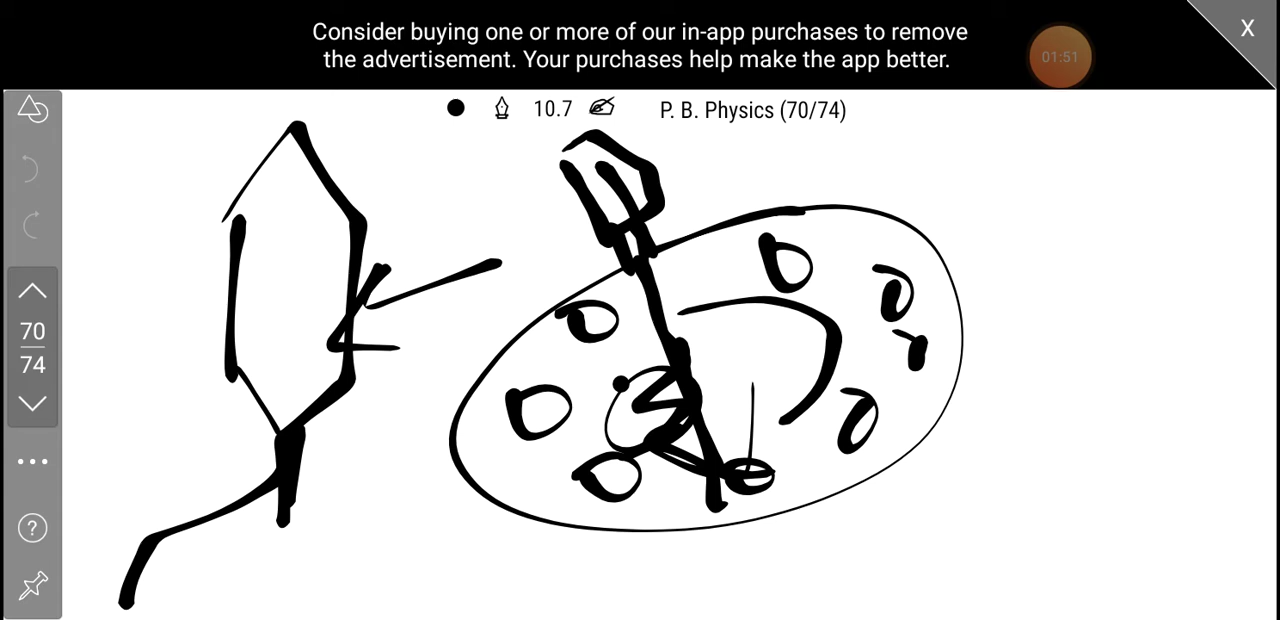 Consider buying one or more of our in-app purchases to remove
the advertisement. Your purchases help make the app better.
01:51
X
10.7 P. B. Physics (70/74)
70
74
?